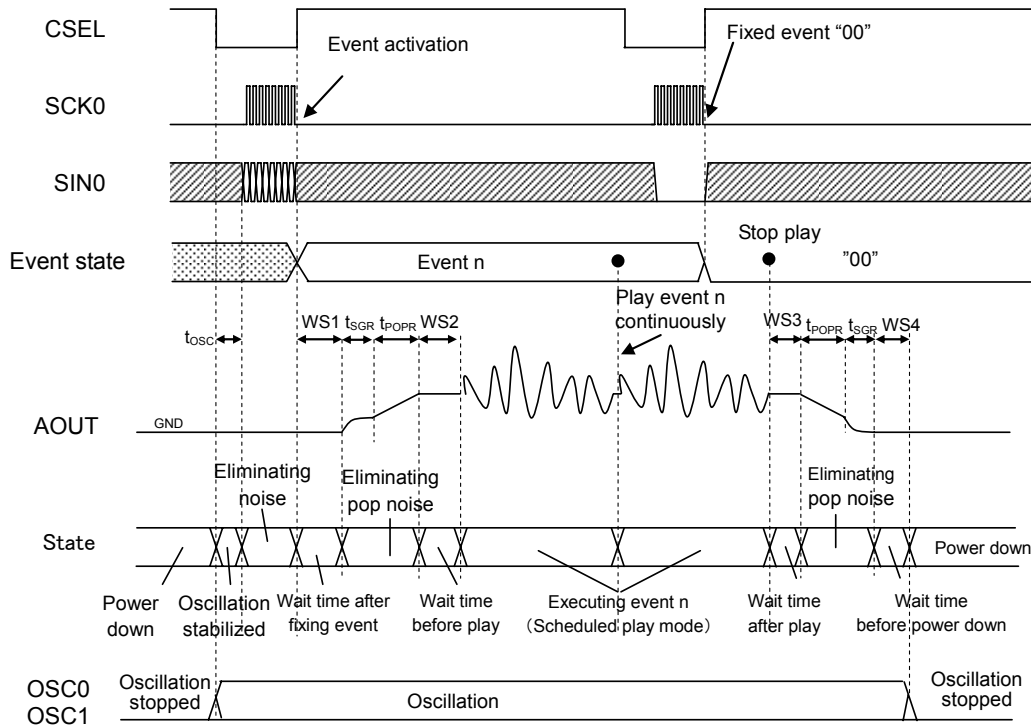 CSEL
Event activation
Fixed event “00”
SCK0
SIN0
Event state
Event n
Stop play
”00”
Play event n
continuously
tOSC
WS1
tSGR
tPOPR
WS2
WS3
tPOPR
tSGR
WS4
AOUT
GND
Eliminating
noise
Eliminating
pop noise
Eliminating
pop noise
State
Power down
Power
down
Oscillation
stabilized
Wait time after
fixing event
Wait time
before play
Executing event n
(Scheduled play mode)
Wait time
after play
Wait time
before power down
OSC0
OSC1
Oscillation
stopped
Oscillation
Oscillation
stopped